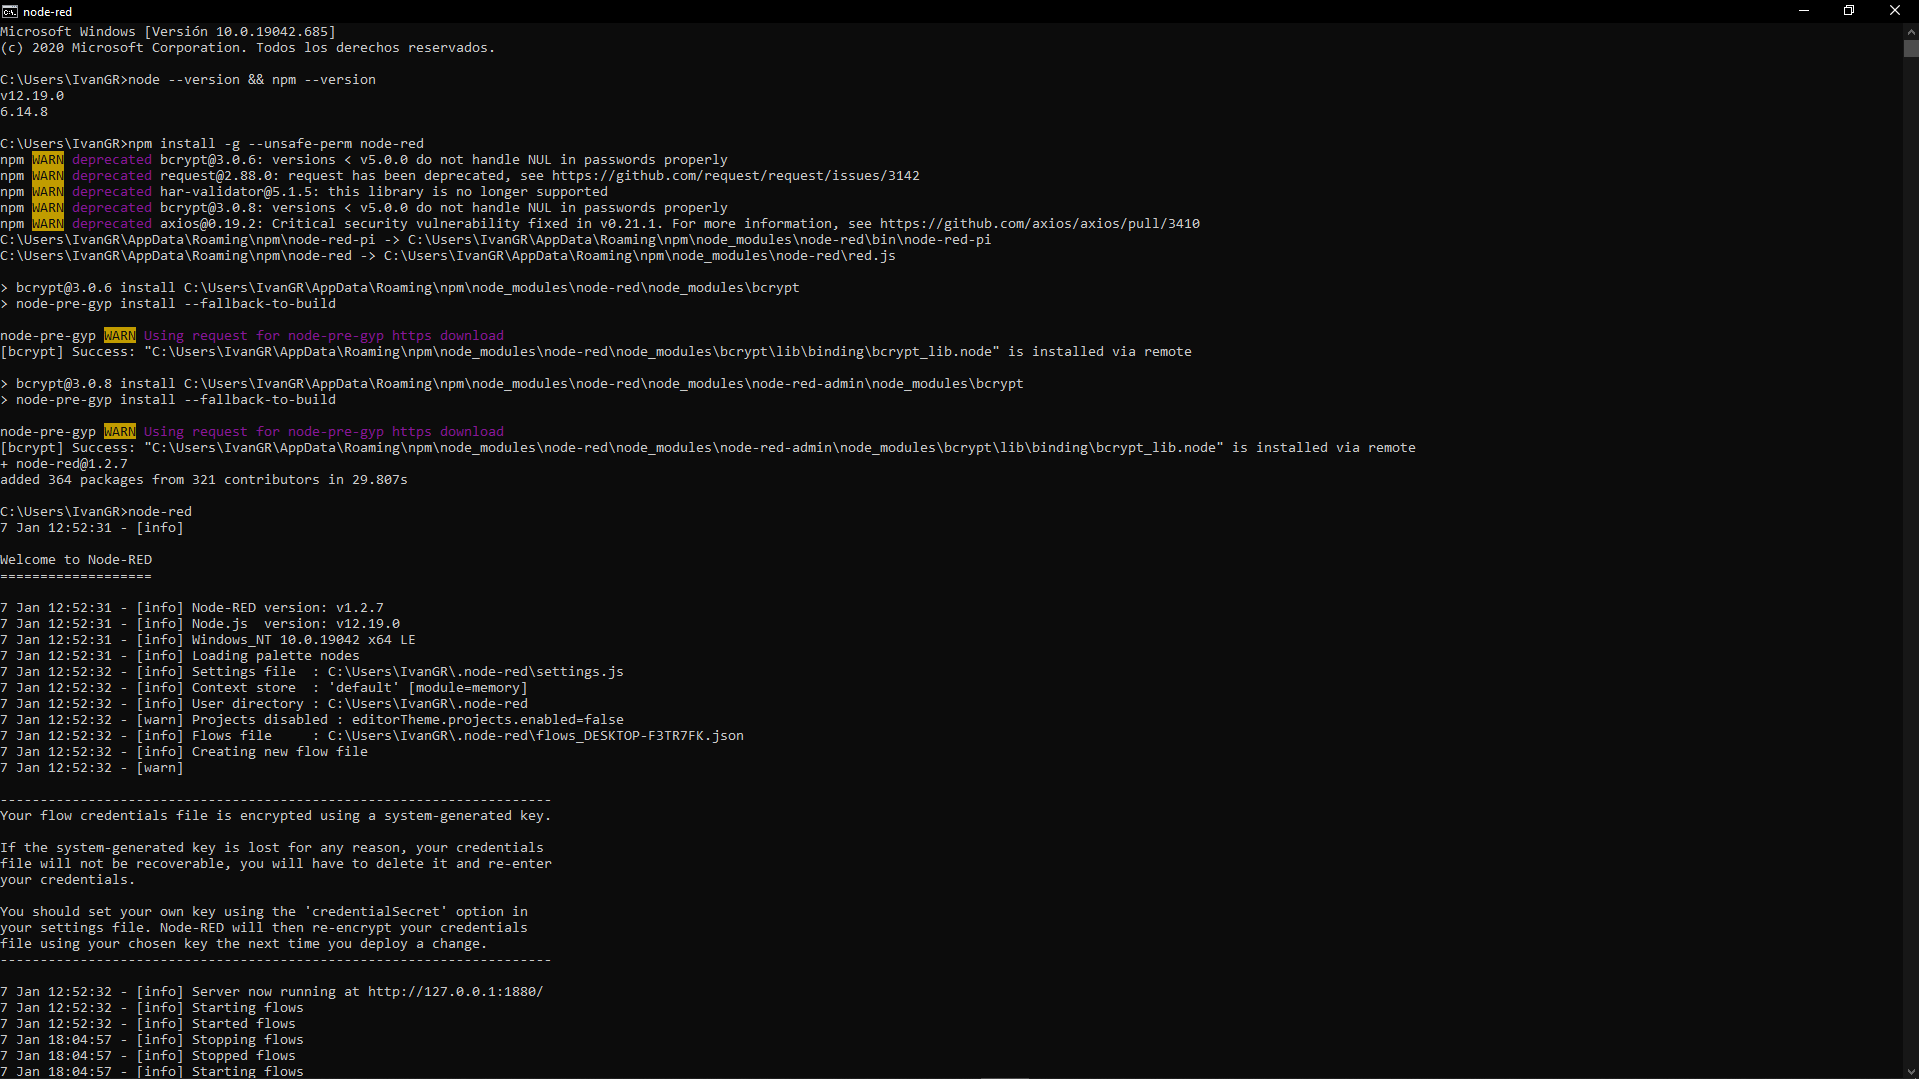 node-red
Microsoft Windows [Versión 10.0.19042.685]
(c) 2020 Microsoft Corporation. Todos los derechos reservados.
C:\Users\IvanGR>node --version && npm --version
v12.19.0
6.14.8
C:\Users\IvanGR>npm install -g --unsafe-perm node-red
npm WARN deprecated bcrypt@3.0.6: versions < v5.0.0 do not handle NUL in passwords properly
npm WARN deprecated request@2.88.0: request has been deprecated, see https://github.com/request/request/issues/3142
npm WARN deprecated har-validator@5.1.5: this library is no longer supported
npm WARN deprecated bcrypt@3.0.8: versions < v5.0.0 do not handle NUL in passwords properly
npm WARN deprecated axios@0.19.2: Critical security vulnerability fixed in v0.21.1. For more information, see https://github.com/axios/axios/pull/3410
C:\Users\IvanGR\AppData\Roaming\npm\node-red-pi -> C:\Users\IvanGR\AppData\Roaming\npm\node_modules\node-red\bin\node-red-pi
C:\Users\IvanGR\AppData\Roaming\npm\node-red -> C:\Users\IvanGR\AppData\Roaming\npm\node_modules\node-red\red.js
> bcrypt@3.0.6 install C:\Users\IvanGR\AppData\Roaming\npm\node_modules\node-red\node_modules\bcrypt
> node-pre-gyp install --fallback-to-build
node-pre-gyp WARN Using request for node-pre-gyp https download
[bcrypt] Success: "C:\Users\IvanGR\AppData\Roaming\npm\node_modules\node-red\node_modules\bcrypt\lib\binding\bcrypt_lib.node" is installed via remote
> bcrypt@3.0.8 install C:\Users\IvanGR\AppData\Roaming\npm\node_modules\node-red\node_modules\node-red-admin\node_modules\bcrypt
> node-pre-gyp install --fallback-to-build
node-pre-gyp WARN Using request for node-pre-gyp https download
[bcrypt] Success: "C:\Users\IvanGR\AppData\Roaming\npm\node_modules\node-red\node_modules\node-red-admin\node_modules\bcrypt\lib\binding\bcrypt_lib.node" is installed via remote
+ node-red@1.2.7
added 364 packages from 321 contributors in 29.807s
C:\Users\IvanGR>node-red
7 Jan 12:52:31 - [info]
Welcome to Node-RED
===================
7 Jan 12:52:31 - [info] Node-RED version: v1.2.7
7 Jan 12:52:31 - [info] Node.js  version: v12.19.0
7 Jan 12:52:31 - [info] Windows_NT 10.0.19042 x64 LE
7 Jan 12:52:31 - [info] Loading palette nodes
7 Jan 12:52:32 - [info] Settings file  : C:\Users\IvanGR\.node-red\settings.js
7 Jan 12:52:32 - [info] Context store  : 'default' [module=memory]
7 Jan 12:52:32 - [info] User directory : C:\Users\IvanGR\.node-red
7 Jan 12:52:32 - [warn] Projects disabled : editorTheme.projects.enabled=false
7 Jan 12:52:32 - [info] Flows file     : C:\Users\IvanGR\.node-red\flows_DESKTOP-F3TR7FK.json
7 Jan 12:52:32 - [info] Creating new flow file
7 Jan 12:52:32 - [warn]
---------------------------------------------------------------------
Your flow credentials file is encrypted using a system-generated key.
If the system-generated key is lost for any reason, your credentials
file will not be recoverable, you will have to delete it and re-enter
your credentials.
You should set your own key using the 'credentialSecret' option in
your settings file. Node-RED will then re-encrypt your credentials
file using your chosen key the next time you deploy a change.
---------------------------------------------------------------------
7 Jan 12:52:32 - [info] Server now running at http://127.0.0.1:1880/
7 Jan 12:52:32 - [info] Starting flows
7 Jan 12:52:32 - [info] Started flows
7 Jan 18:04:57 - [info] Stopping flows
7 Jan 18:04:57 - [info] Stopped flows
7 Jan 18:04:57 - [info] Starting flows